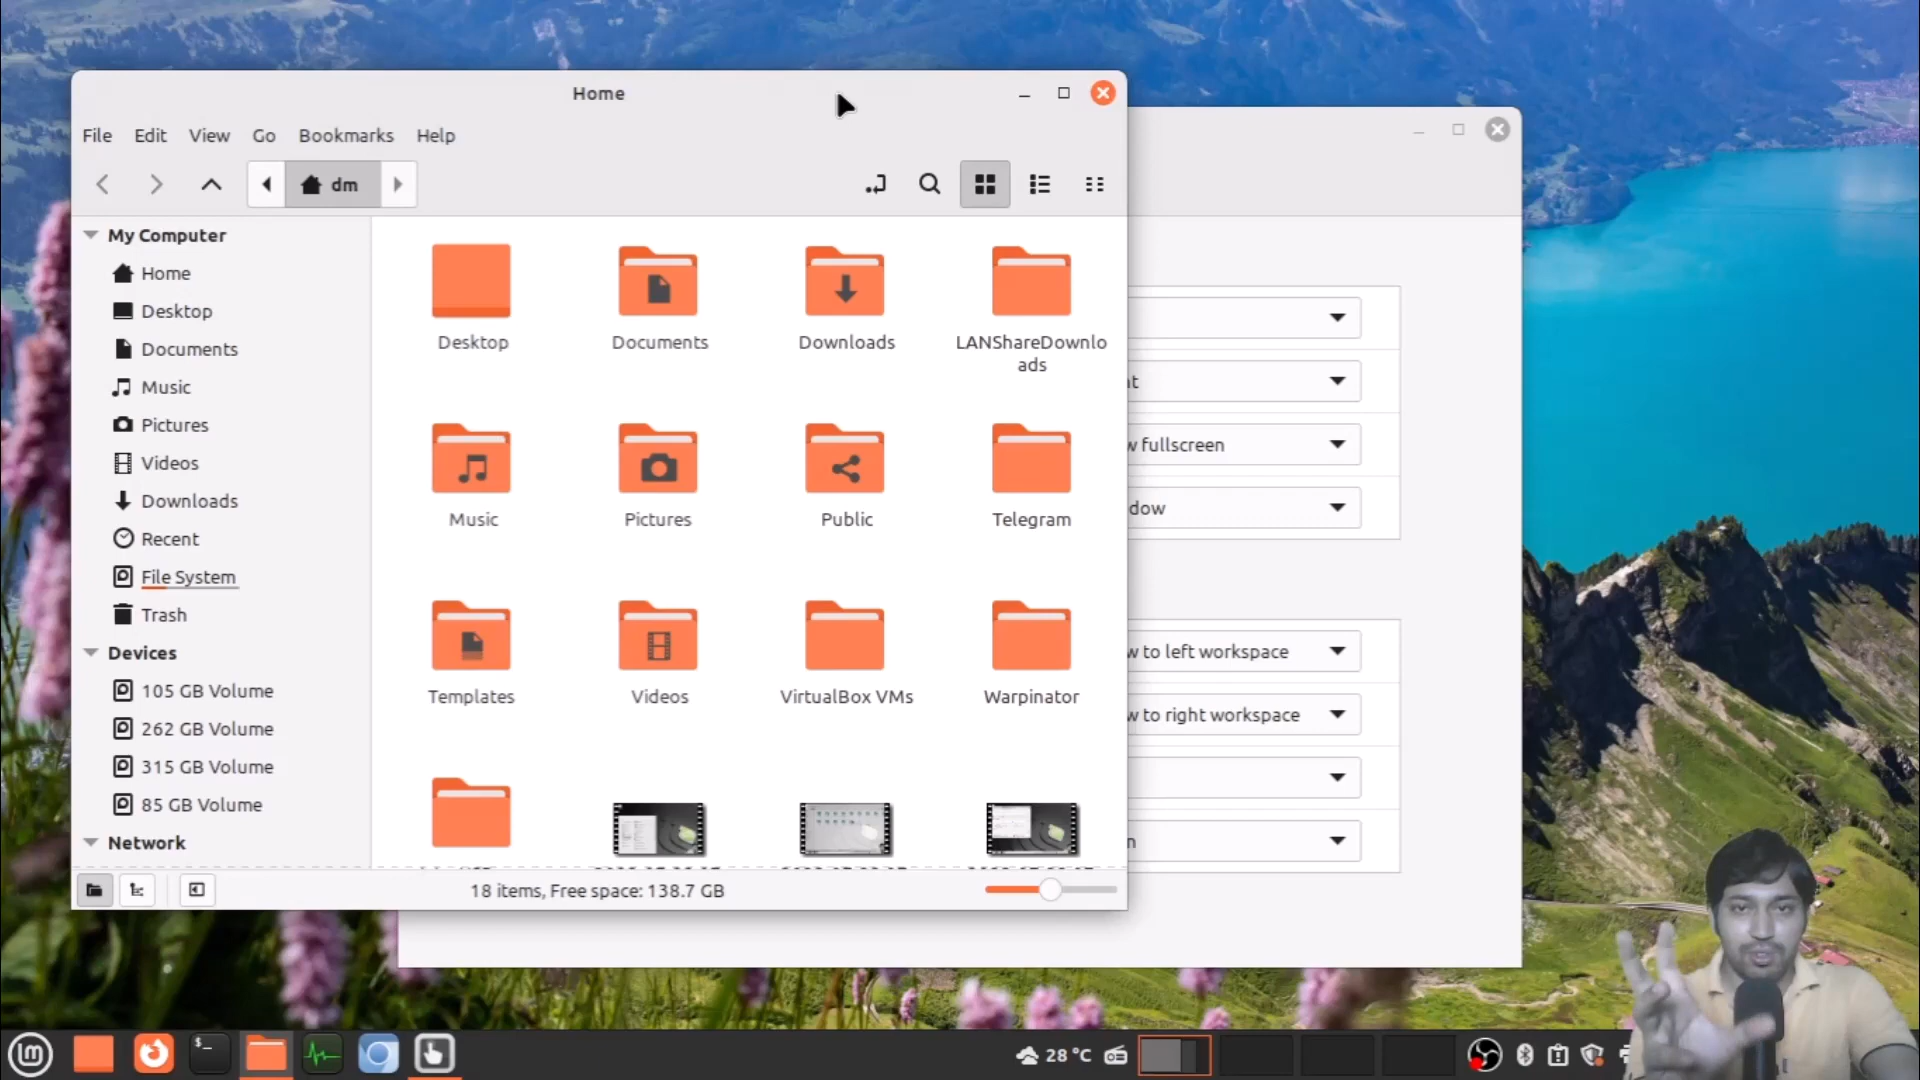 Home
File Edit View Go Bookmarks Help
dm
My Computer
Home
Desktop
Documents
Music
Pictures
Videos
Downloads
Recent
File System
Trash
Devices
105 GB Volume
262 GB Volume
315 GB Volume
85 GB Volume
Network
Desktop Documents Downloads LANShareDownlo
ads
Music Pictures Public Telegram
Templates Videos VirtualBox VMs Warpinator
18 items, Free space: 138.7 GB
fullscreen
to left workspace
to right workspace
$_
28 °C